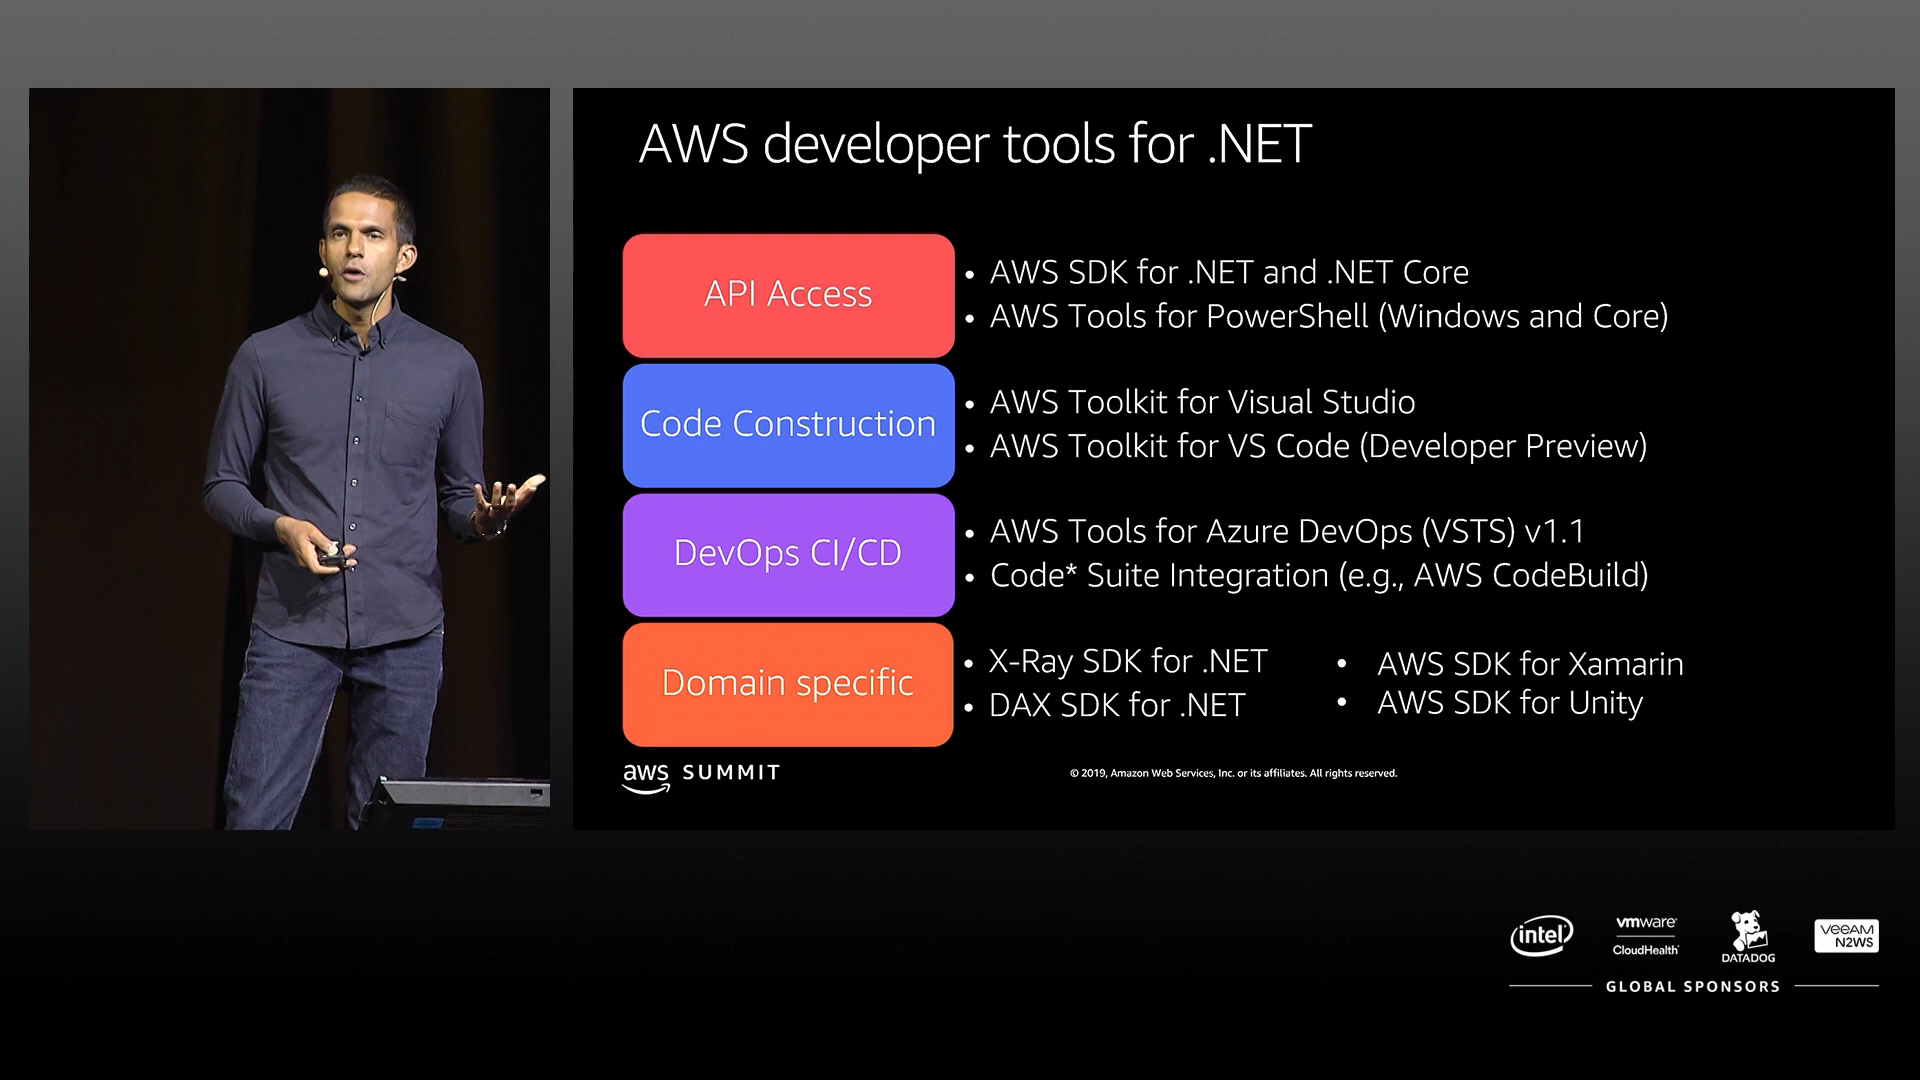 AWS developer tools for .NET
API Access
• AWS SDK for .NET and .NET Core
• AWS Tools for PowerShell (Windows and Core)
Code Construction
• AWS Toolkit for Visual Studio
• AWS Toolkit for VS Code (Developer Preview)
DevOps CI/CD
• AWS Tools for Azure DevOps (VSTS) v1.1
• Code* Suite Integration (e.g., AWS CodeBuild)
Domain specific
• X-Ray SDK for .NET
• DAX SDK for .NET
• AWS SDK for Xamarin
• AWS SDK for Unity
aws SUMMIT
© 2019, Amazon Web Services, Inc. or its affiliates. All rights reserved.
intel
vmware
CloudHealth
DATADOG
veeAM
N2WS
GLOBAL SPONSORS